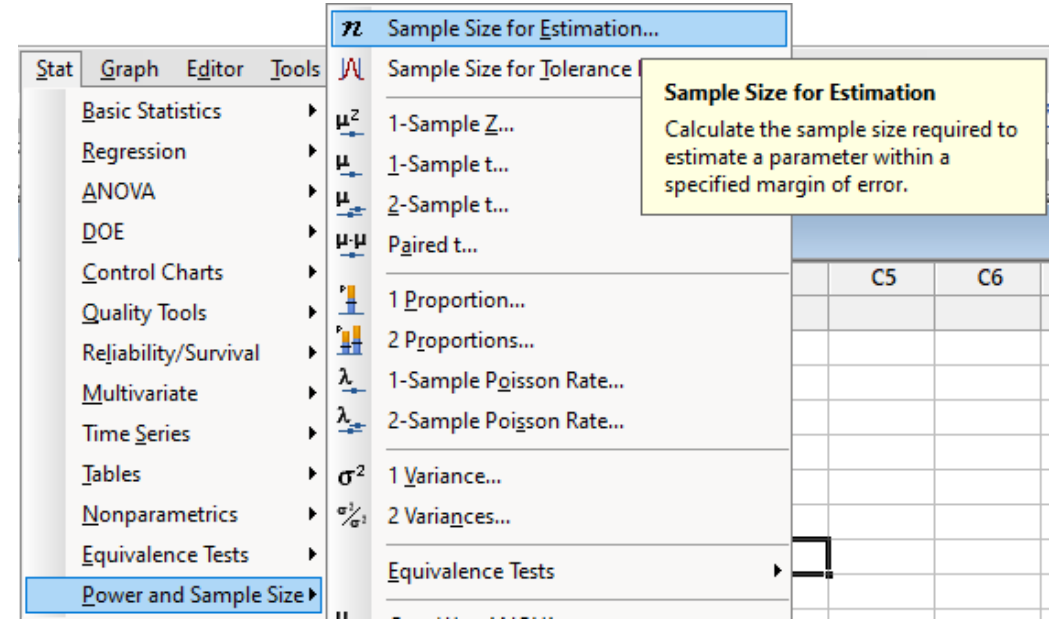 n Sample Size for Estimation...
Stat Graph Editor Tools
Sample Size for Tolerance
Sample Size for Estimation
Calculate the sample size required to
estimate a parameter within a
specified margin of error.
Basic Statistics
Regression
ANOVA
DOE
Control Charts
Quality Tools
Reliability/Survival
Multivariate
Time Series
Tables
Nonparametrics
Equivalence Tests
Power and Sample Size
μZ 1-Sample Z...
μ 1-Sample t...
μ 2-Sample t...
μ-μ Paired t...
P 1 Proportion...
P 2 Proportions...
λ 1-Sample Poisson Rate...
λ 2-Sample Poisson Rate...
σ² 1 Variance...
σ²/σ² 2 Variances...
Equivalence Tests
C5 C6